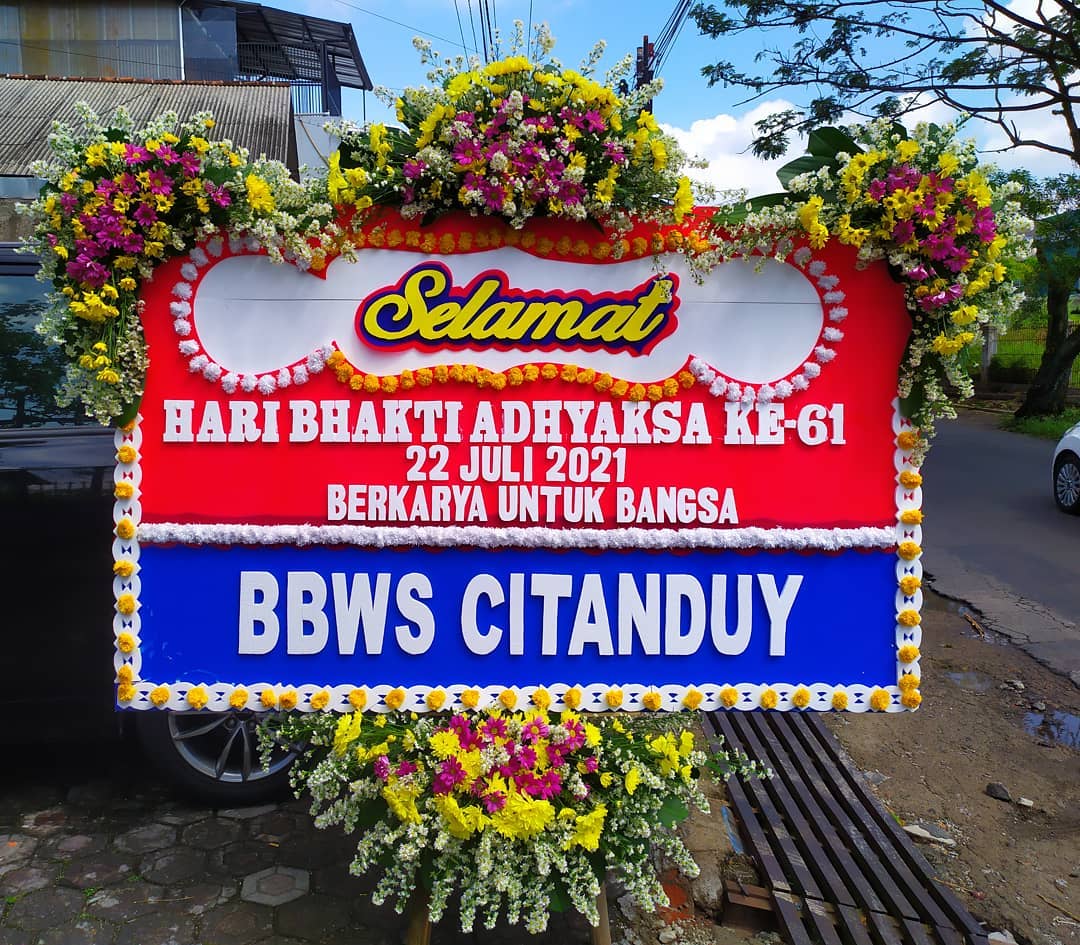 Selamat
HARI BHAKTI ADHYAKSA KE-61
22 JULI 2021
BERKARYA UNTUK BANGSA
BBWS CITANDUY